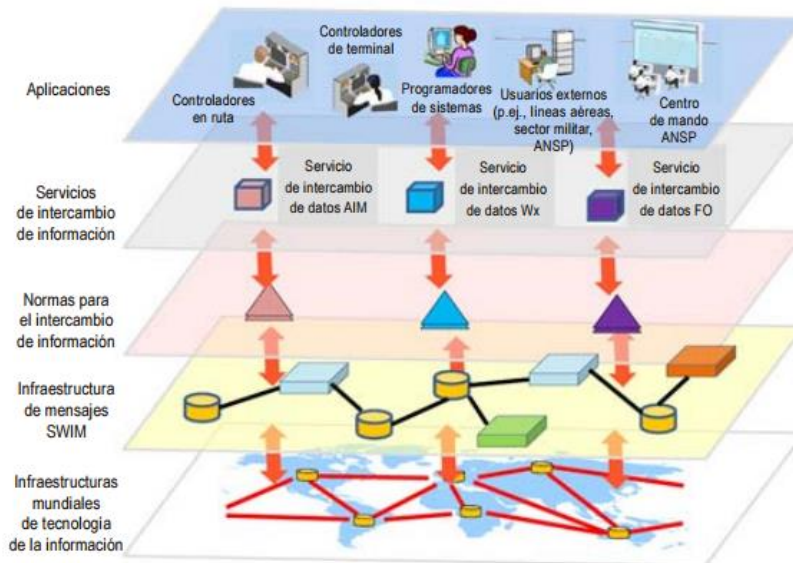 Aplicaciones
Controladores
en ruta
Controladores
de terminal
Programadores
de sistemas
Usuarios externos
(p.ej., líneas aéreas,
sector militar,
ANSP)
Centro
de mando
ANSP
Servicios
de intercambio
de información
Servicio
de intercambio
de datos AIM
Servicio
de intercambio
de datos Wx
Servicio
de intercambio
de datos FO
Normas para
el intercambio
de información
Infraestructura
de mensajes
SWIM
Infraestructuras
mundiales
de tecnología
de la información